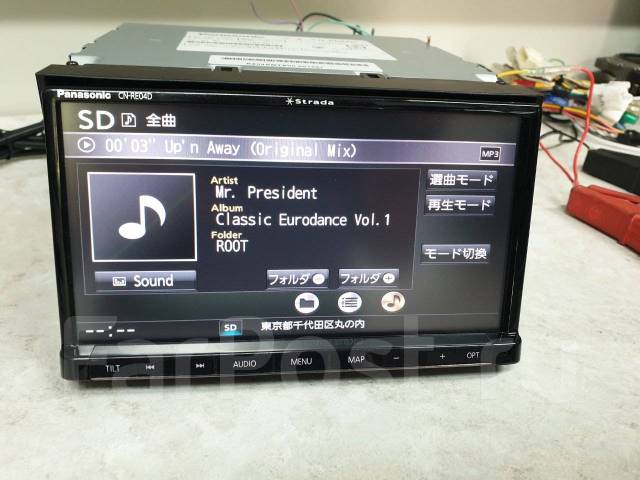 Panasonic CN-RE04D
Strada
SD 全曲
00'03" Up'n Away (Original Mix)
MP3
Artist
Mr. President
Album
Classic Eurodance Vol.1
Folder
ROOT
選曲モード
再生モード
モード切換
Sound
フォルダ −
フォルダ +
--:--
SD
東京都千代田区丸の内
TILT
AUDIO
MENU
MAP
−
+
OPT
FarPost.ru